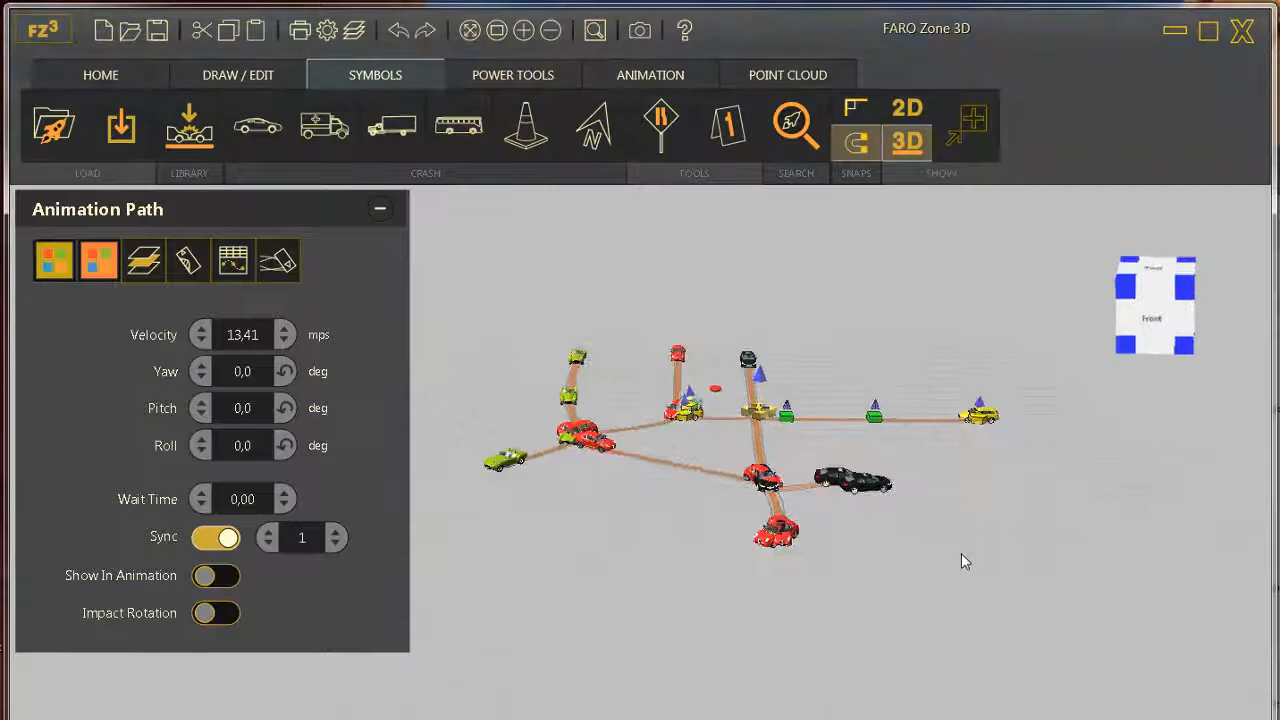 FZ³
FARO Zone 3D
HOME
DRAW / EDIT
SYMBOLS
POWER TOOLS
ANIMATION
POINT CLOUD
N
1
2D
3D
LOAD
LIBRARY
CRASH
TOOLS
SEARCH
SNAPS
SHOW
Animation Path
Velocity 13,41 mps
Yaw 0,0 deg
Pitch 0,0 deg
Roll 0,0 deg
Wait Time 0,00
Sync 1
Show In Animation
Impact Rotation
Front